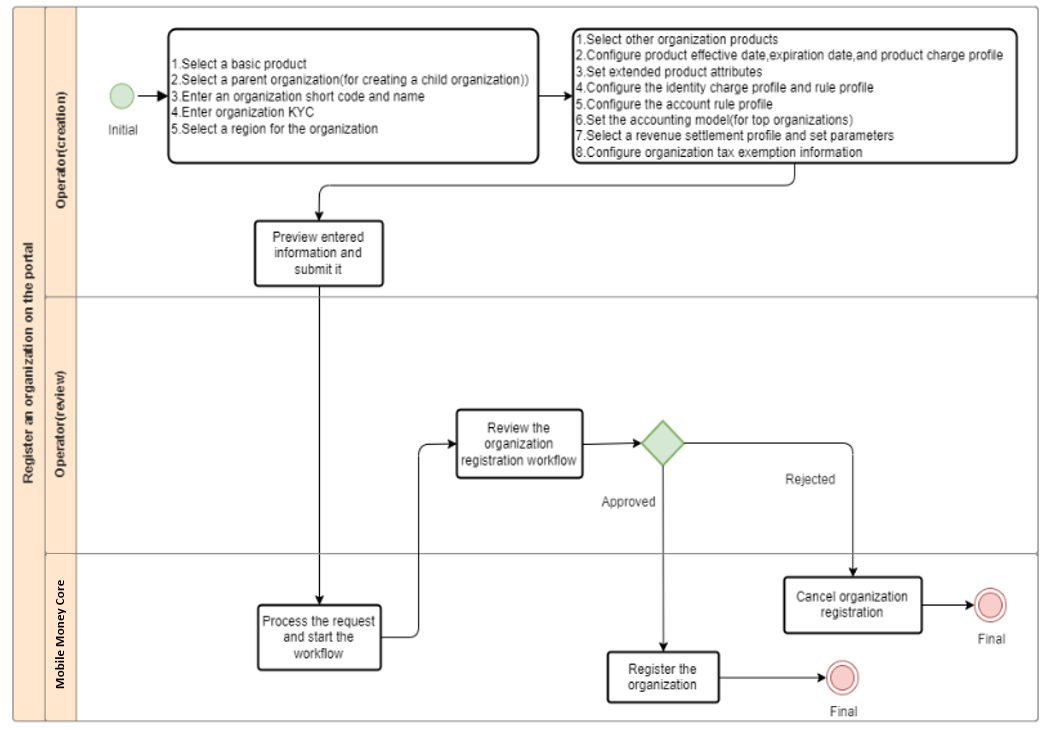 Register an organization on the portal
Operator(creation)
Initial
1.Select a basic product
2.Select a parent organization(for creating a child organization))
3.Enter an organization short code and name
4.Enter organization KYC
5.Select a region for the organization
1.Select other organization products
2.Configure product effective date,expiration date,and product charge profile
3.Set extended product attributes
4.Configure the identity charge profile and rule profile
5.Configure the account rule profile
6.Set the accounting model(for top organizations)
7.Select a revenue settlement profile and set parameters
8.Configure organization tax exemption information
Preview entered
information and
submit it
Operator(review)
Review the
organization
registration workflow
Approved
Rejected
Mobile Money Core
Process the request
and start the
workflow
Cancel organization
registration
Final
Register the
organization
Final